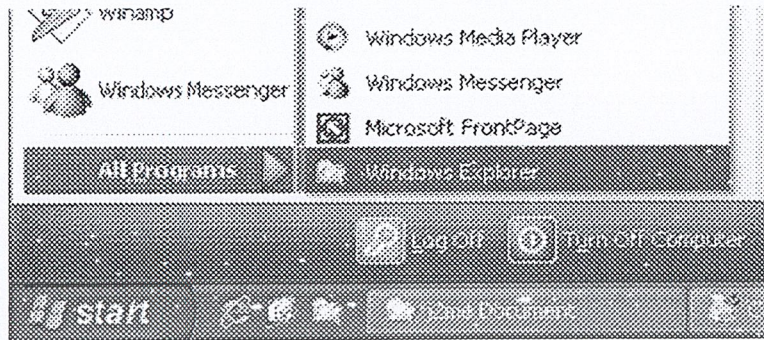 winamp
Windows Media Player
Windows Messenger
Windows Messenger
Microsoft FrontPage
All Programs
Windows Explorer
Log Off
Turn Off Computer
start
Document